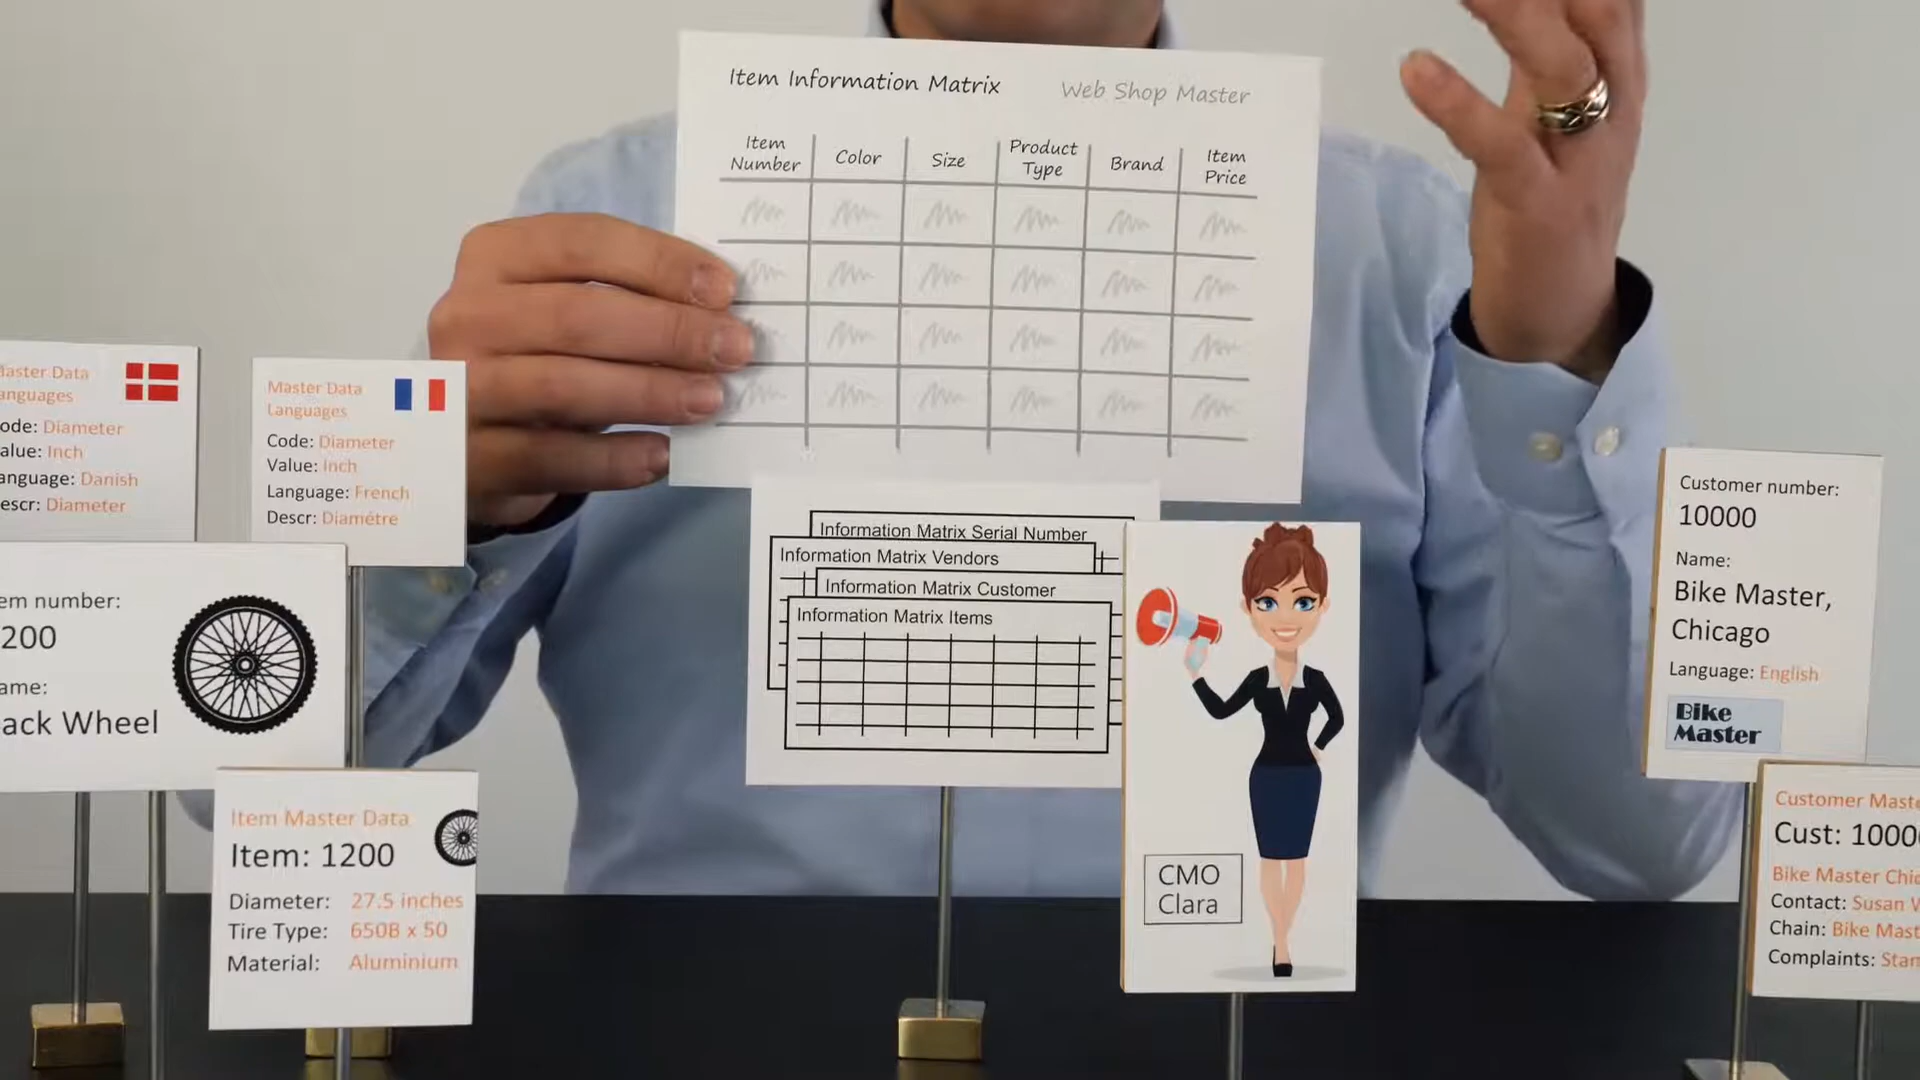 Item Information Matrix
Web Shop Master
Item Number
Color
Size
Product Type
Brand
Item Price
Master Data
Languages
Code: Diameter
Value: Inch
Language: French
Descr: Diamétre
aster Data
anguages
ode: Diameter
alue: Inch
anguage: Danish
escr: Diameter
em number:
200
ame:
ack Wheel
Item Master Data
Item: 1200
Diameter: 27.5 inches
Tire Type: 650B x 50
Material: Aluminium
Information Matrix Serial Number
Information Matrix Vendors
Information Matrix Customer
Information Matrix Items
CMO
Clara
Customer number:
10000
Name:
Bike Master,
Chicago
Language: English
Bike
Master
Customer Maste
Cust: 1000
Bike Master Chic
Contact: Susan W
Chain: Bike Mast
Complaints: Stan